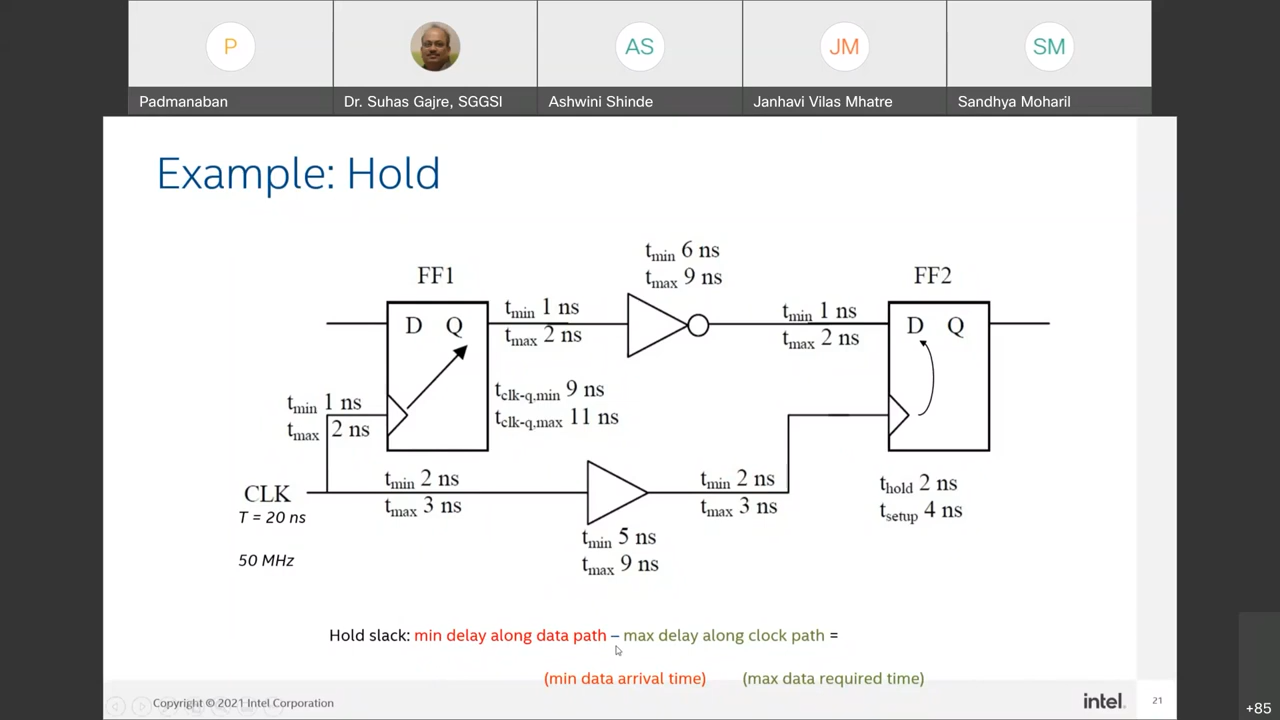 P
AS
JM
SM
Padmanaban
Dr. Suhas Gajre, SGGSI
Ashwini Shinde
Janhavi Vilas Mhatre
Sandhya Moharil
Example: Hold
tmin 6 ns
tmax 9 ns
FF1
FF2
tmin 1 ns
tmax 2 ns
tmin 1 ns
tmax 2 ns
D Q
D Q
tclk-q,min 9 ns
tclk-q,max 11 ns
tmin 1 ns
tmax 2 ns
tmin 2 ns
tmax 3 ns
tmin 2 ns
tmax 3 ns
thold 2 ns
tsetup 4 ns
CLK
T = 20 ns
50 MHz
tmin 5 ns
tmax 9 ns
Hold slack: min delay along data path – max delay along clock path =
(min data arrival time) (max data required time)
Copyright © 2021 Intel Corporation
intel.
21
+85